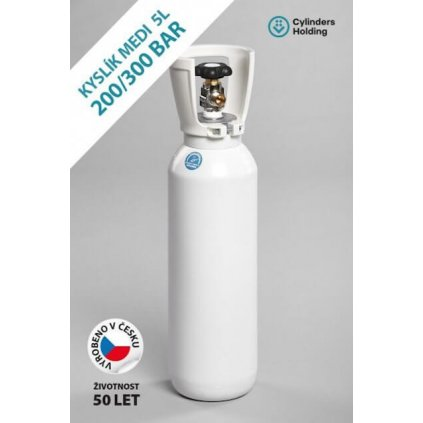 KYSLÍK MEDI 5L
200/300 BAR
Cylinders
Holding
VYROBENO V ČESKU
ŽIVOTNOST
50 LET